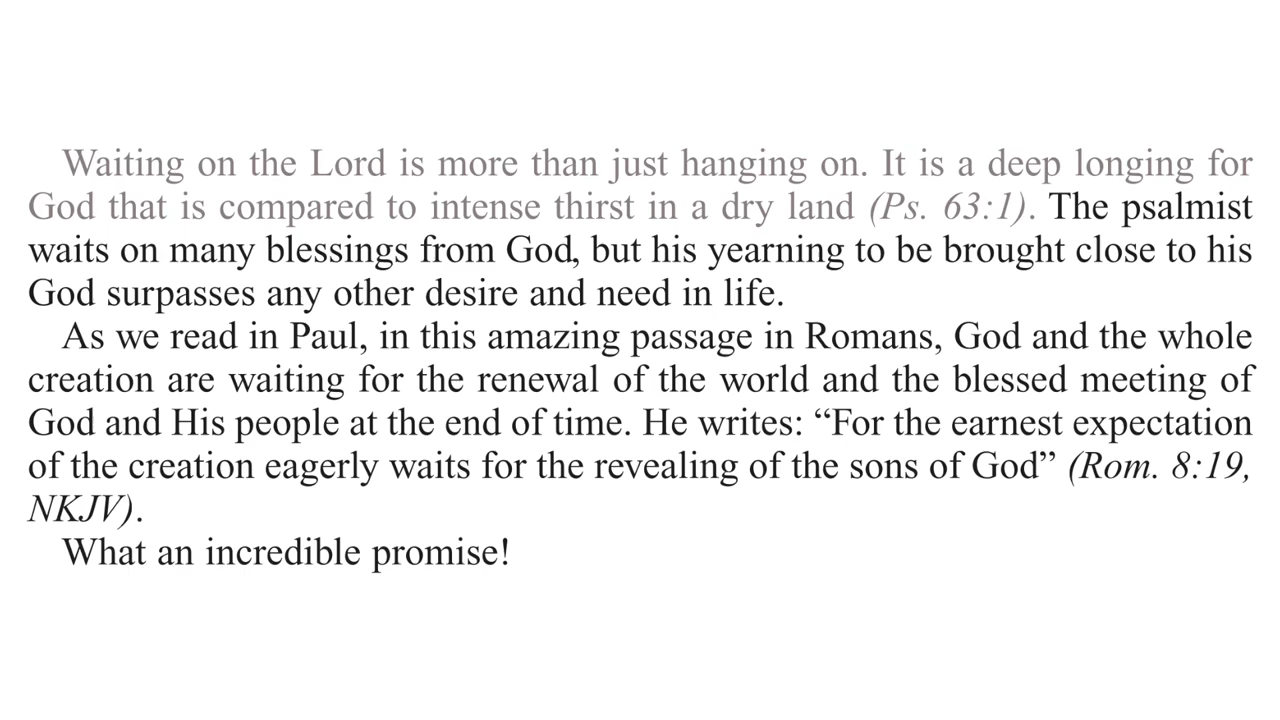 Waiting on the Lord is more than just hanging on. It is a deep longing for
God that is compared to intense thirst in a dry land (Ps. 63:1). The psalmist
waits on many blessings from God, but his yearning to be brought close to his
God surpasses any other desire and need in life.
As we read in Paul, in this amazing passage in Romans, God and the whole
creation are waiting for the renewal of the world and the blessed meeting of
God and His people at the end of time. He writes: “For the earnest expectation
of the creation eagerly waits for the revealing of the sons of God” (Rom. 8:19,
NKJV).
What an incredible promise!